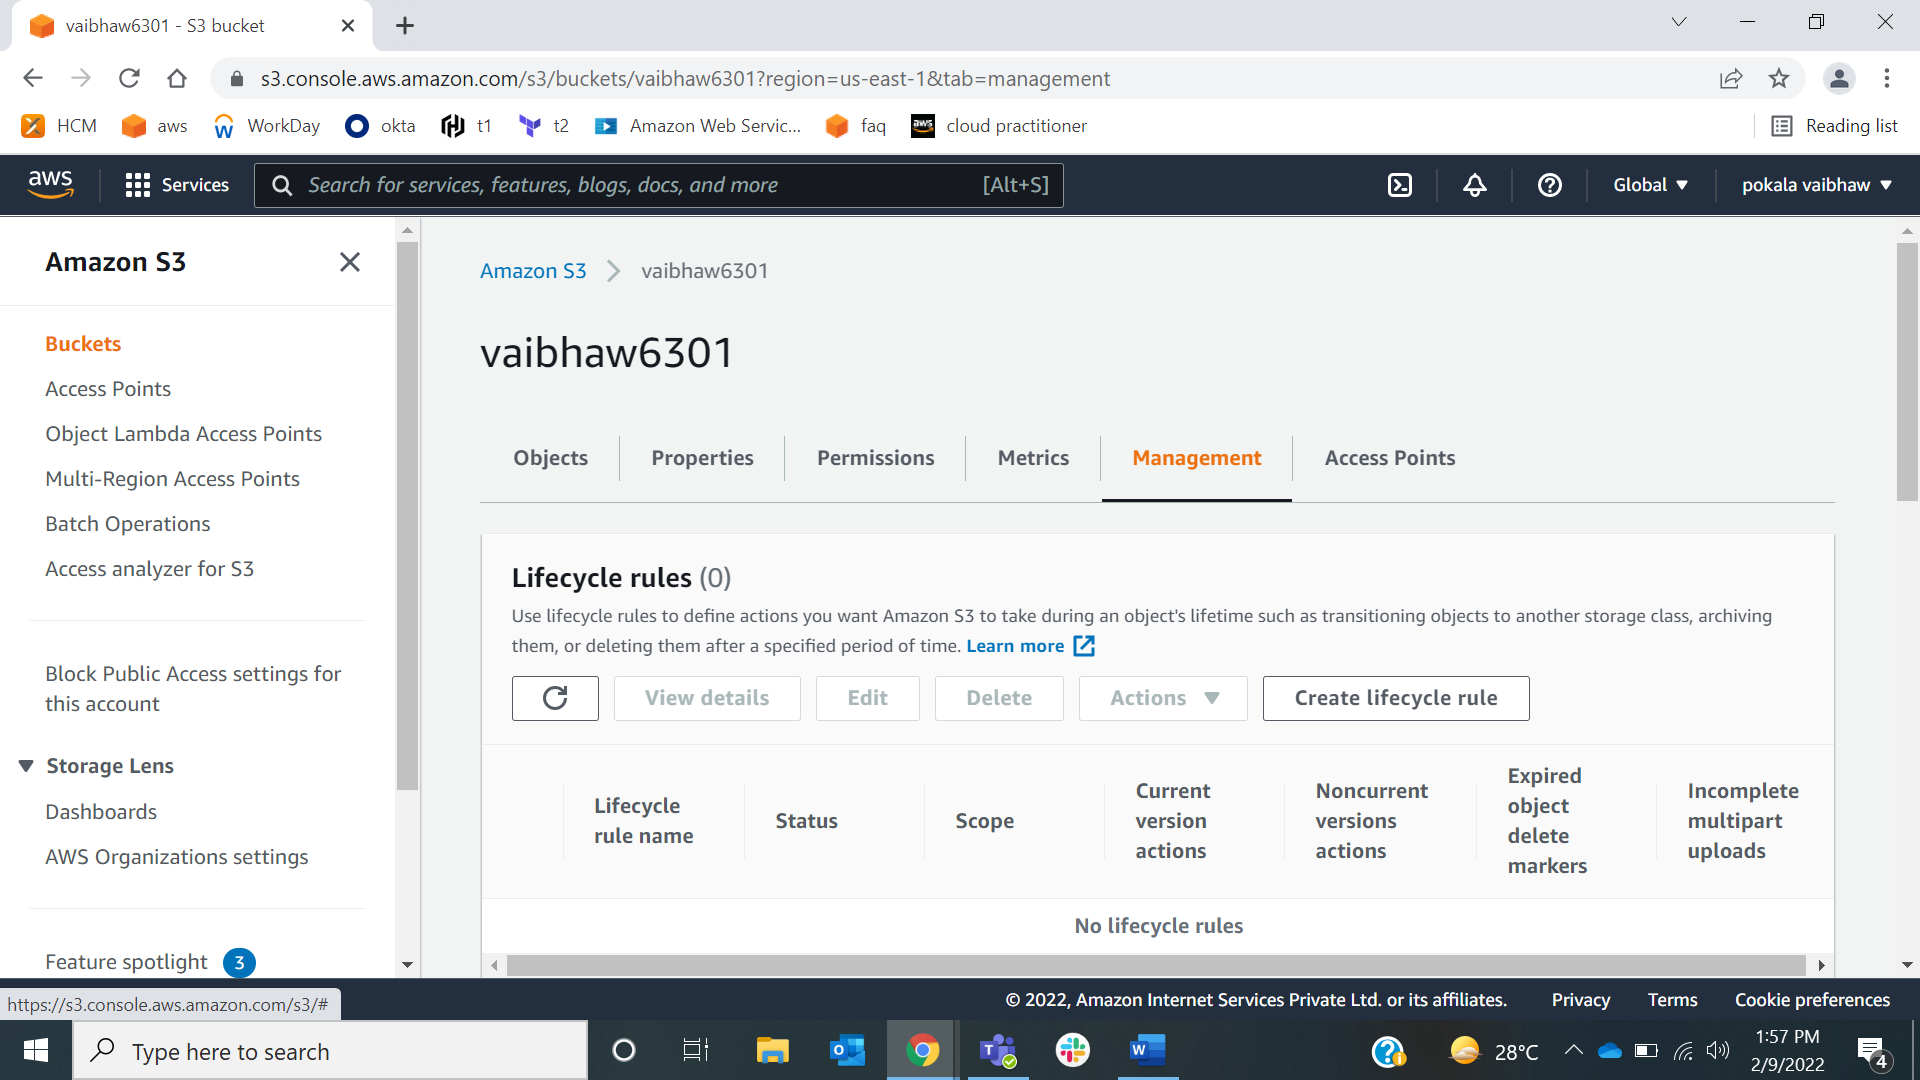 vaibhaw6301 - S3 bucket
s3.console.aws.amazon.com/s3/buckets/vaibhaw6301?region=us-east-1&tab=management
HCM aws WorkDay okta t1 t2 Amazon Web Servic... faq aws cloud practitioner Reading list
aws Services Search for services, features, blogs, docs, and more [Alt+S] Global pokala vaibhaw
Amazon S3
Buckets
Access Points
Object Lambda Access Points
Multi-Region Access Points
Batch Operations
Access analyzer for S3
Block Public Access settings for
this account
Storage Lens
Dashboards
AWS Organizations settings
Feature spotlight 3
Amazon S3 vaibhaw6301
vaibhaw6301
Objects Properties Permissions Metrics Management Access Points
Lifecycle rules (0)
Use lifecycle rules to define actions you want Amazon S3 to take during an object's lifetime such as transitioning objects to another storage class, archiving
them, or deleting them after a specified period of time. Learn more
View details Edit Delete Actions Create lifecycle rule
Lifecycle
rule name
Status
Scope
Current
version
actions
Noncurrent
versions
actions
Expired
object
delete
markers
Incomplete
multipart
uploads
No lifecycle rules
https://s3.console.aws.amazon.com/s3/#
© 2022, Amazon Internet Services Private Ltd. or its affiliates. Privacy Terms Cookie preferences
Type here to search
28°C
1:57 PM
2/9/2022
4